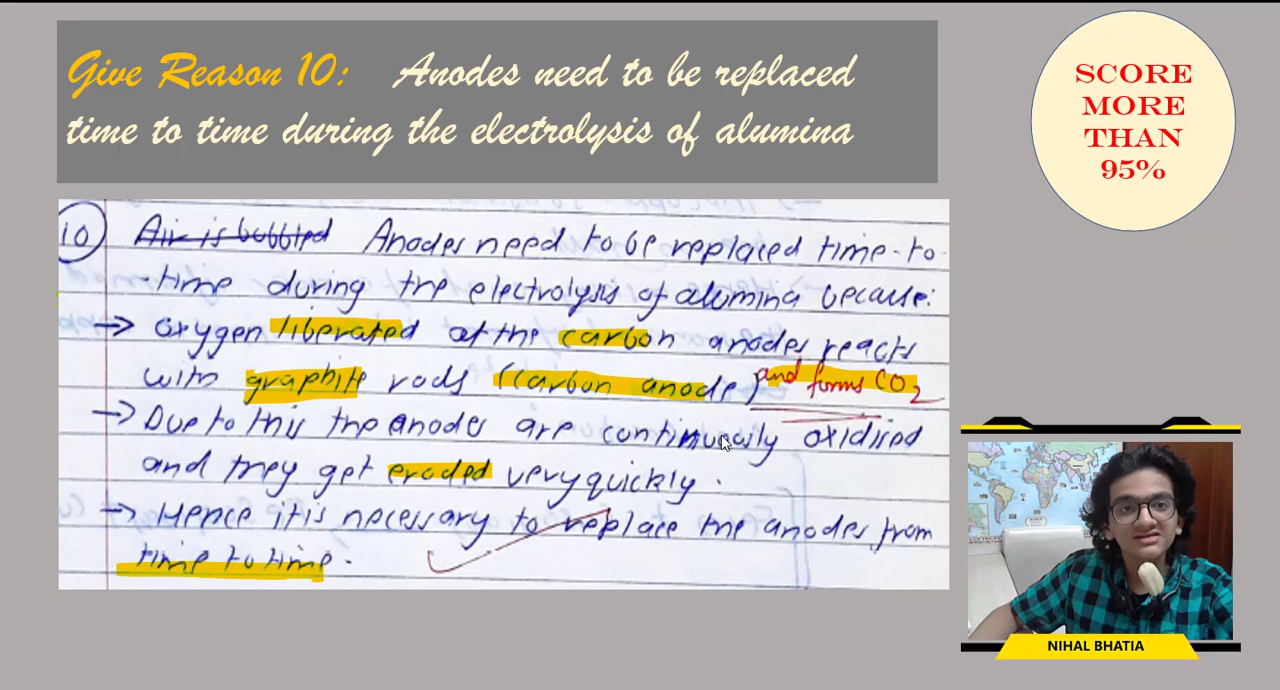 Give Reason 10: Anodes need to be replaced
time to time during the electrolysis of alumina
SCORE
MORE
THAN
95%
10 Air is bubbled Anodes need to be replaced time-to
-time during the electrolysis of alumina because:
→ Oxygen liberated at the carbon anodes reacts
with graphite rods (carbon anode) and forms CO2
→ Due to this the anodes are continuously oxidised
and they get eroded very quickly.
→ Hence it is necessary to replace the anodes from
time to time.
NIHAL BHATIA